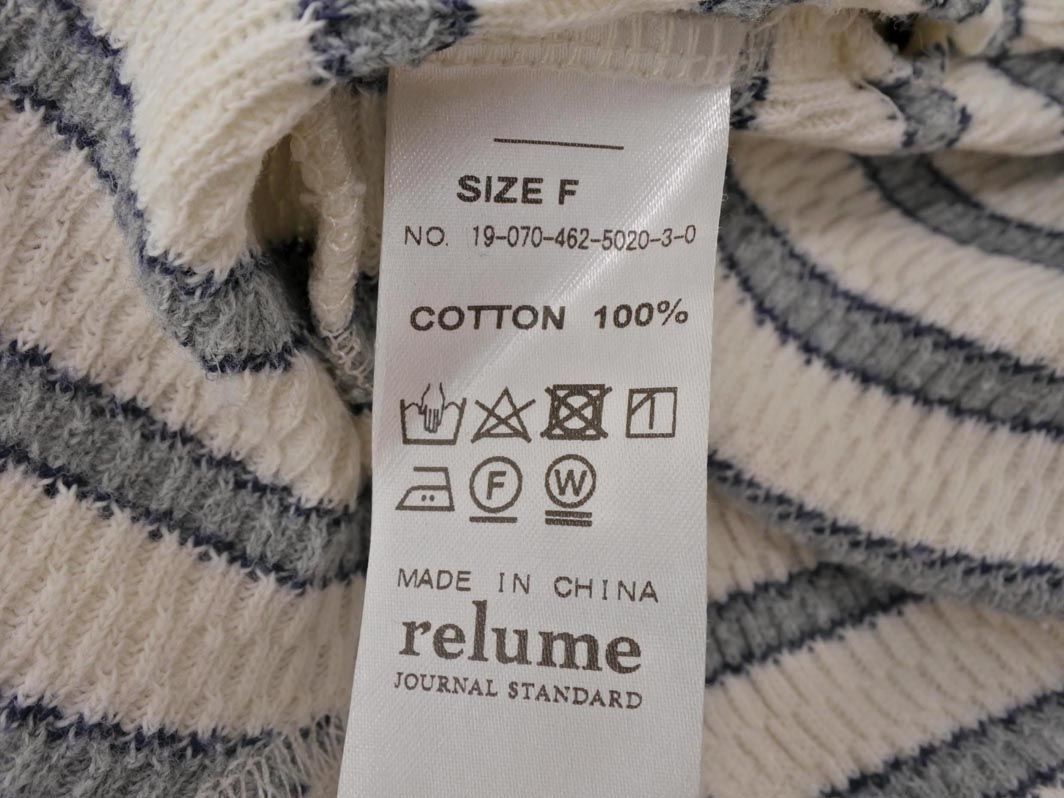 SIZE F
NO. 19-070-462-5020-3-0
COTTON 100%
F W
MADE IN CHINA
relume
JOURNAL STANDARD